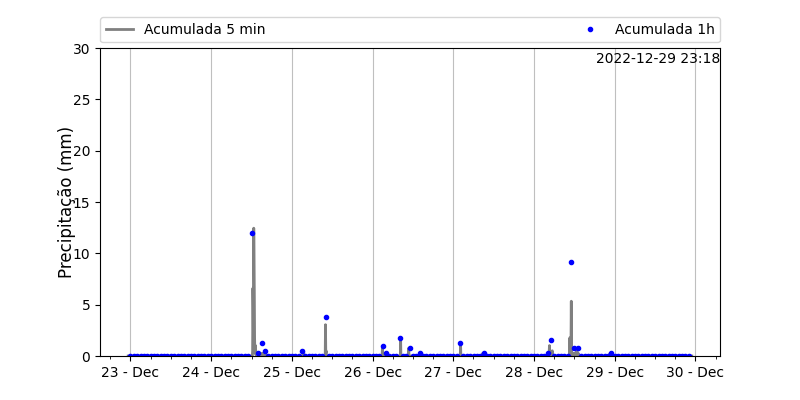 Acumulada 5 min
Acumulada 1h
2022-12-29 23:18
Precipitação (mm)
30
25
20
15
10
5
0
23 - Dec
24 - Dec
25 - Dec
26 - Dec
27 - Dec
28 - Dec
29 - Dec
30 - Dec